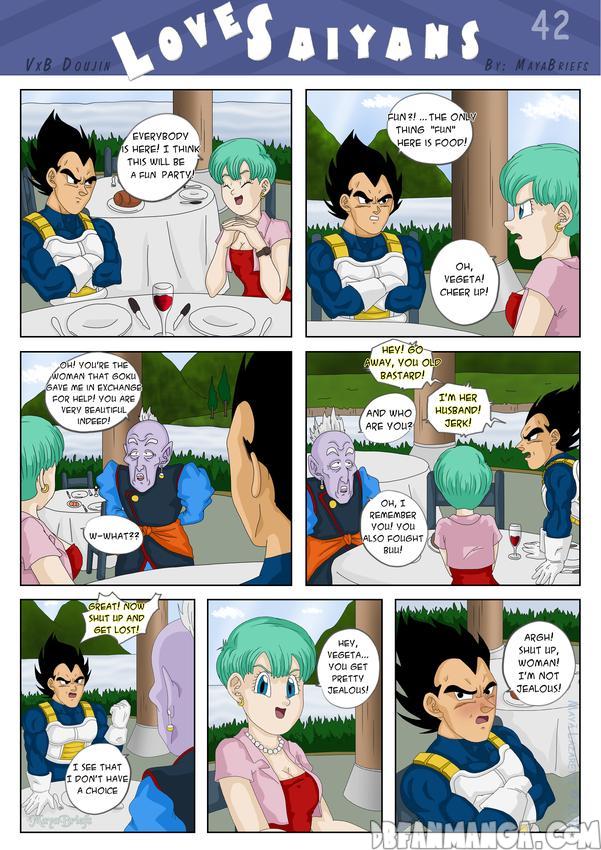 LOVE SAIYANS
42
VXB DOUJIN
BY: MAYABRIEFS
EVERYBODY
IS HERE! I THINK
THIS WILL BE
A FUN PARTY!
FUN?! ...THE ONLY
THING "FUN"
HERE IS FOOD!
OH,
VEGETA!
CHEER UP!
OH! YOU'RE THE
WOMAN THAT GOKU
GAVE ME IN EXCHANGE
FOR HELP! YOU ARE
VERY BEAUTIFUL
INDEED!
W-WHAT??
HEY! GO
AWAY, YOU OLD
BASTARD!
AND WHO
ARE YOU?
I'M HER
HUSBAND!
JERK!
OH, I
REMEMBER
YOU! YOU
ALSO FOUGHT
BUU!
GREAT! NOW
SHUT UP AND
GET LOST!
I SEE THAT
I DON'T HAVE
A CHOICE
MayaBriefs
HEY,
VEGETA...
YOU GET
PRETTY
JEALOUS!
ARGH!
SHUT UP,
WOMAN!
I'M NOT
JEALOUS!
DBFANMANGA.COM